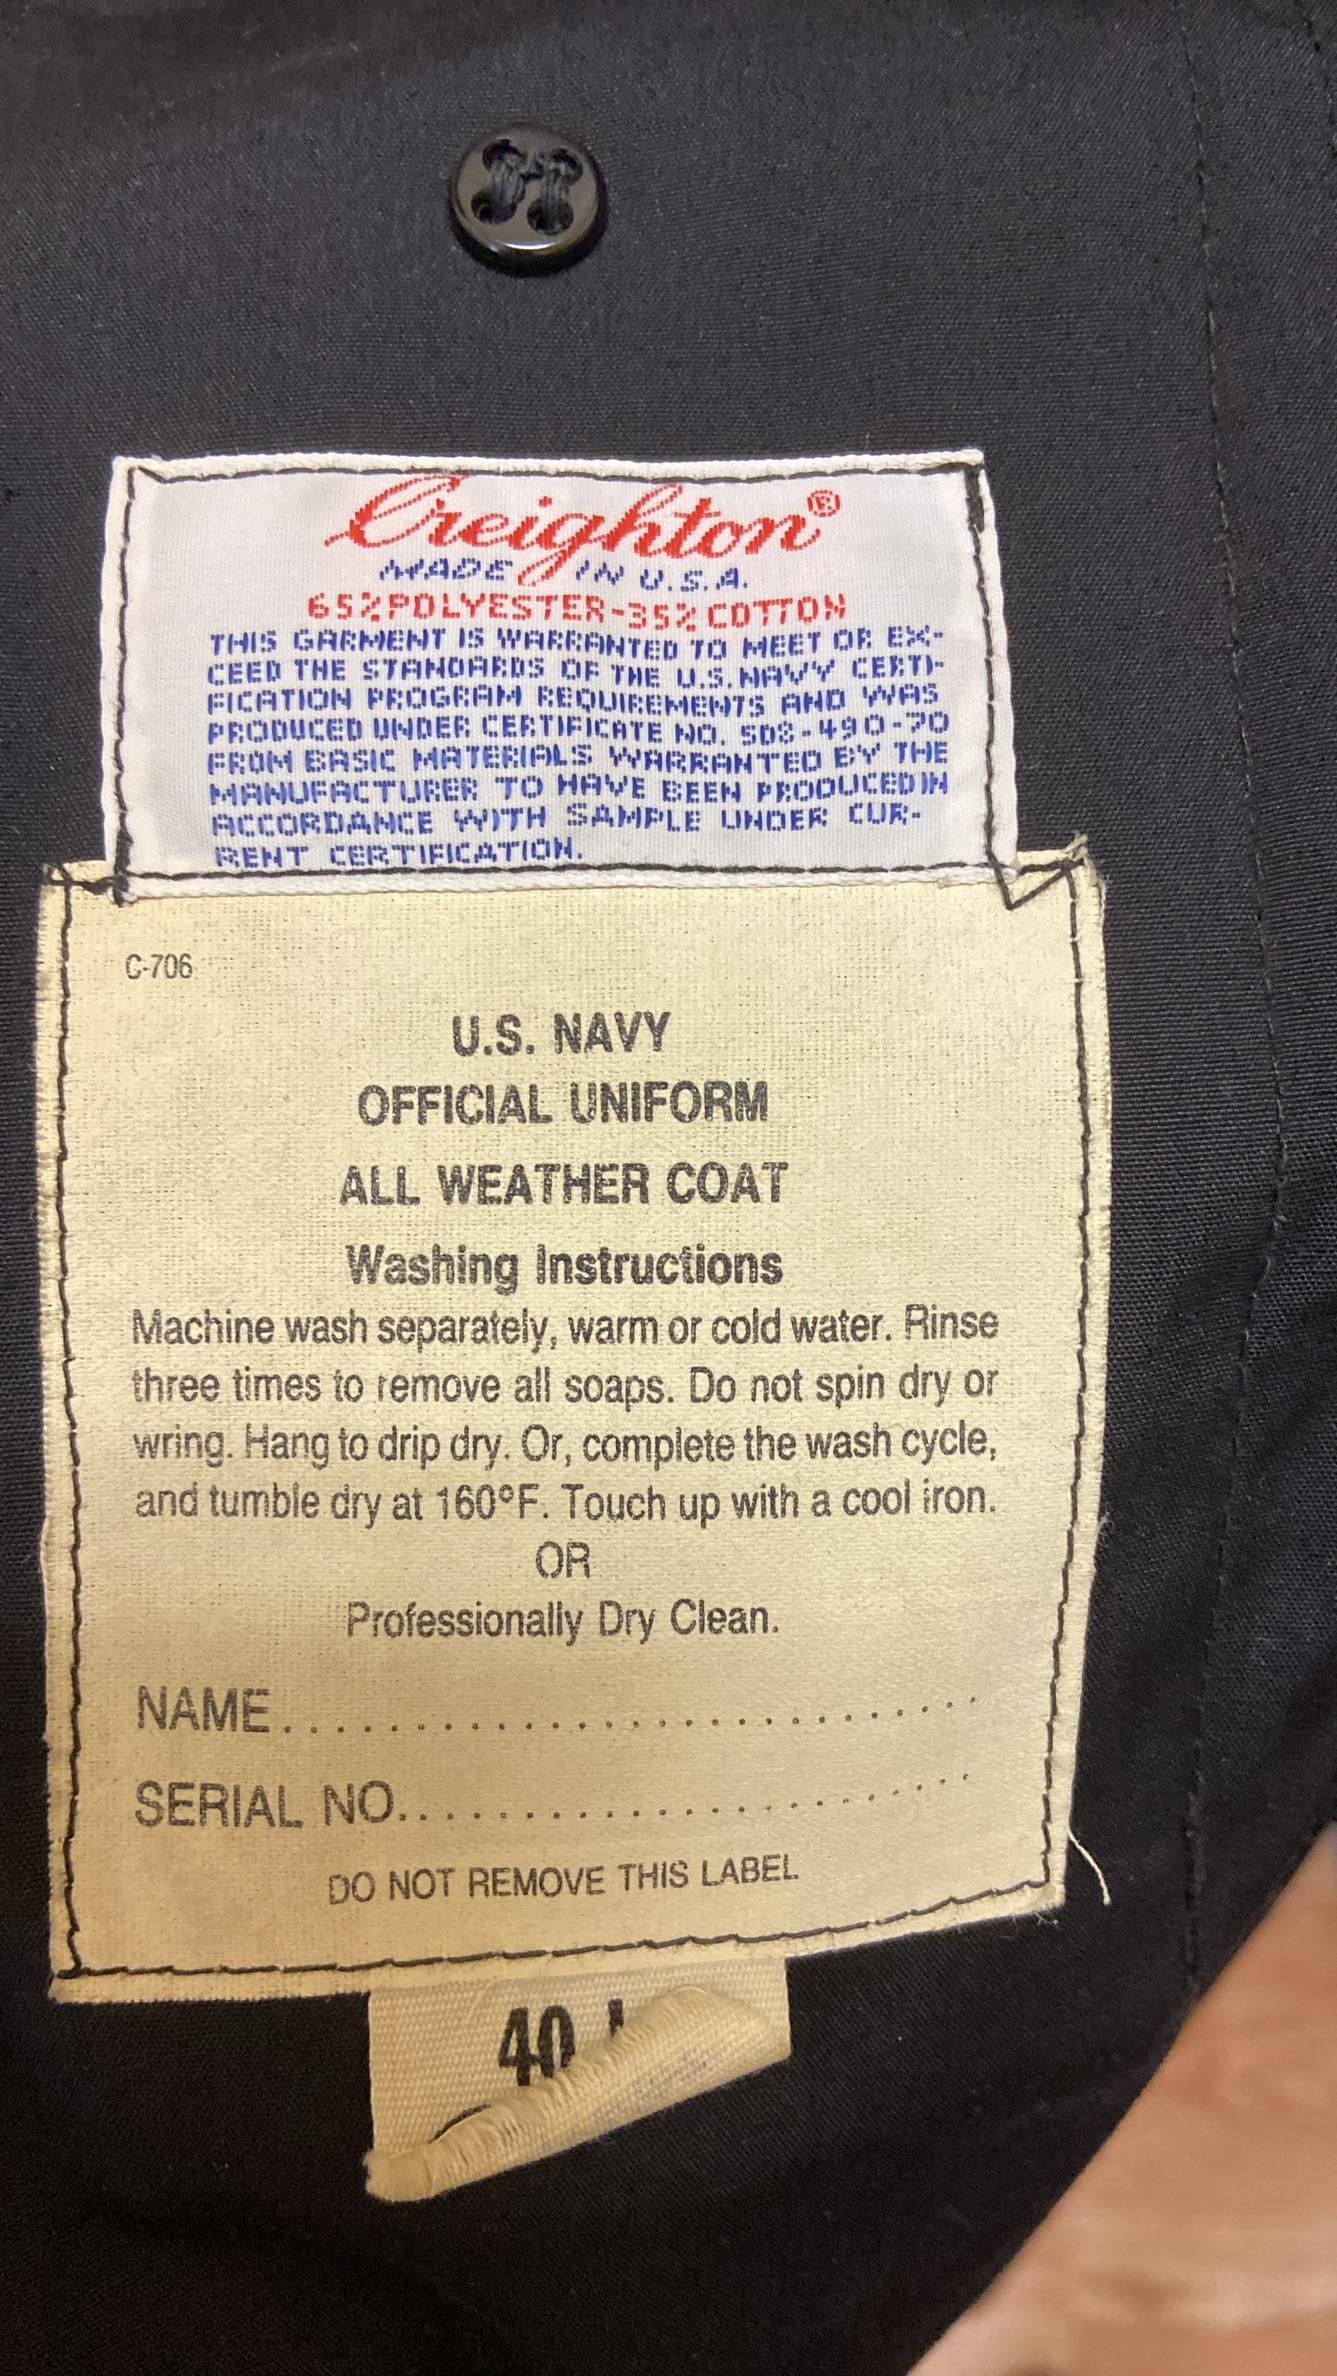 Creighton®
MADE IN U.S.A.
65% POLYESTER-35% COTTON
THIS GARMENT IS WARRANTED TO MEET OR EX-
CEED THE STANDARDS OF THE U.S. NAVY CERTI-
FICATION PROGRAM REQUIREMENTS AND WAS
PRODUCED UNDER CERTIFICATE NO. 503-490-70
FROM BASIC MATERIALS WARRANTED BY THE
MANUFACTURER TO HAVE BEEN PRODUCED IN
ACCORDANCE WITH SAMPLE UNDER CUR-
RENT CERTIFICATION.
C-706
U.S. NAVY
OFFICIAL UNIFORM
ALL WEATHER COAT
Washing Instructions
Machine wash separately, warm or cold water. Rinse
three times to remove all soaps. Do not spin dry or
wring. Hang to drip dry. Or, complete the wash cycle,
and tumble dry at 160°F. Touch up with a cool iron.
OR
Professionally Dry Clean.
NAME..............................
SERIAL NO.........................
DO NOT REMOVE THIS LABEL
40